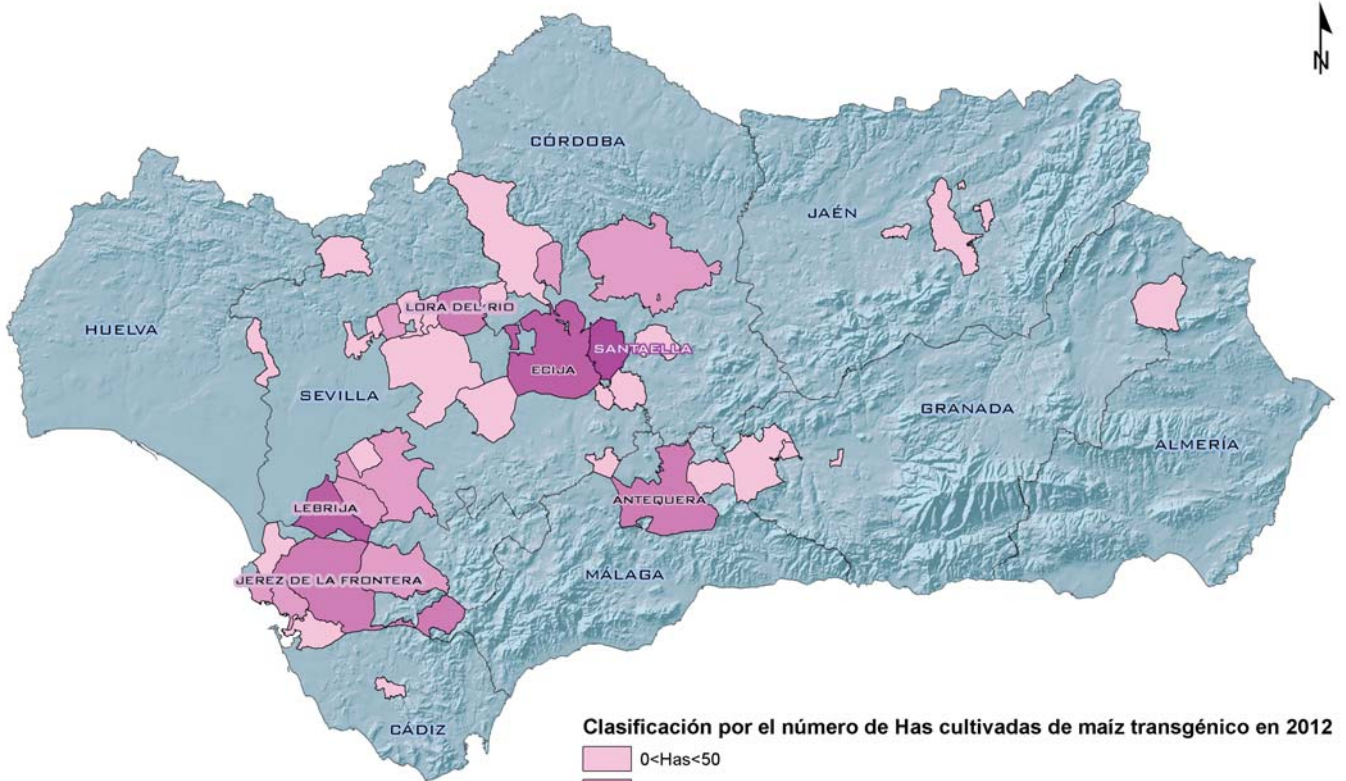 N
CÓRDOBA
JAÉN
LORA DEL RIO
HUELVA
SANTAELLA
ECIJA
SEVILLA
GRANADA
ALMERÍA
ANTEQUERA
LEBRIJA
MÁLAGA
JEREZ DE LA FRONTERA
CÁDIZ
Clasificación por el número de Has cultivadas de maíz transgénico en 2012
0<Has<50